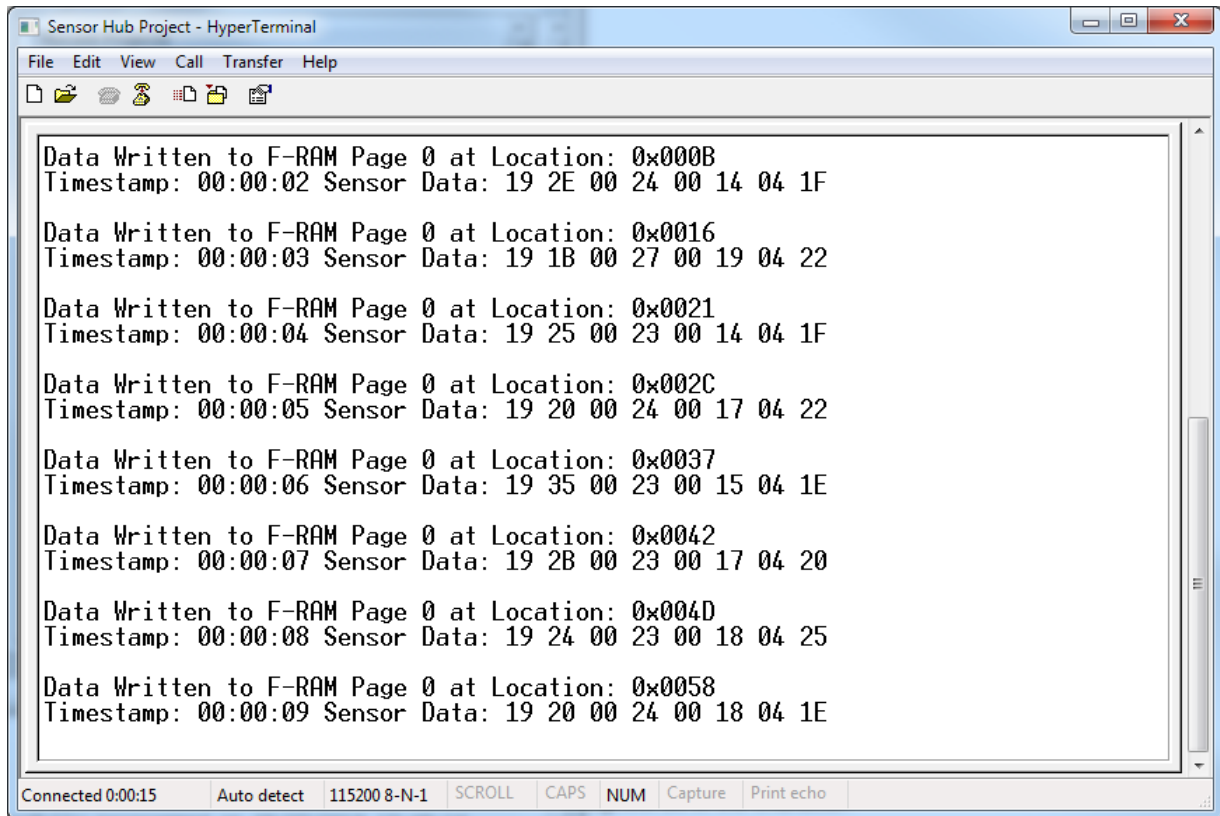 Sensor Hub Project - HyperTerminal
File Edit View Call Transfer Help
Data Written to F-RAM Page 0 at Location: 0x000B
Timestamp: 00:00:02 Sensor Data: 19 2E 00 24 00 14 04 1F
Data Written to F-RAM Page 0 at Location: 0x0016
Timestamp: 00:00:03 Sensor Data: 19 1B 00 27 00 19 04 22
Data Written to F-RAM Page 0 at Location: 0x0021
Timestamp: 00:00:04 Sensor Data: 19 25 00 23 00 14 04 1F
Data Written to F-RAM Page 0 at Location: 0x002C
Timestamp: 00:00:05 Sensor Data: 19 20 00 24 00 17 04 22
Data Written to F-RAM Page 0 at Location: 0x0037
Timestamp: 00:00:06 Sensor Data: 19 35 00 23 00 15 04 1E
Data Written to F-RAM Page 0 at Location: 0x0042
Timestamp: 00:00:07 Sensor Data: 19 2B 00 23 00 17 04 20
Data Written to F-RAM Page 0 at Location: 0x004D
Timestamp: 00:00:08 Sensor Data: 19 24 00 23 00 18 04 25
Data Written to F-RAM Page 0 at Location: 0x0058
Timestamp: 00:00:09 Sensor Data: 19 20 00 24 00 18 04 1E
Connected 0:00:15 Auto detect 115200 8-N-1 SCROLL CAPS NUM Capture Print echo